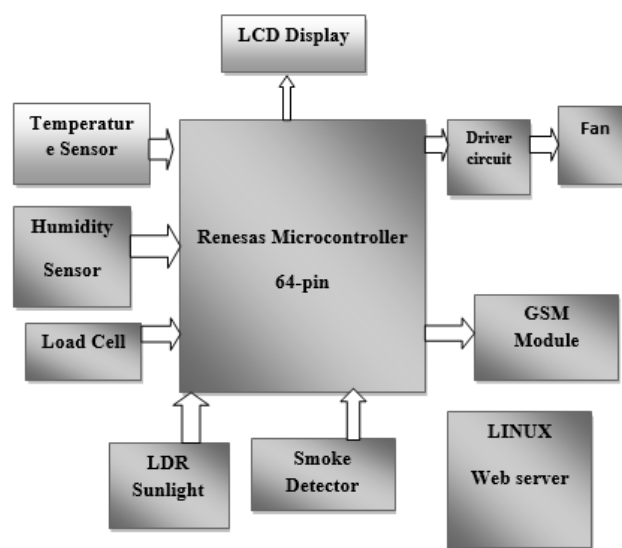 LCD Display
Temperatur
e Sensor
Driver
circuit
Fan
Humidity
Sensor
Renesas Microcontroller
64-pin
Load Cell
GSM
Module
LDR
Sunlight
Smoke
Detector
LINUX
Web server